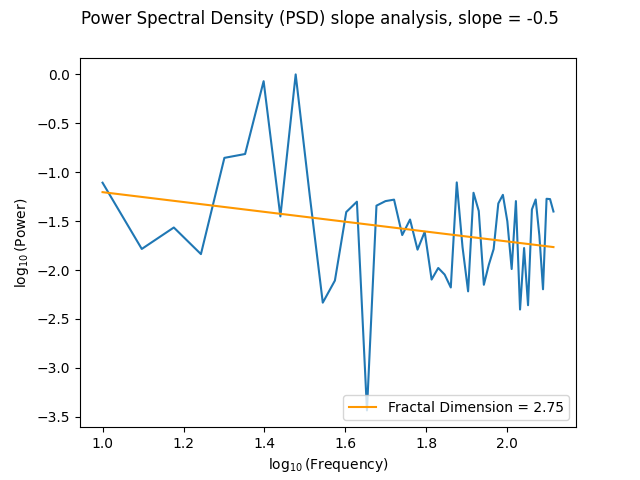 Power Spectral Density (PSD) slope analysis, slope = -0.5
0.0
−0.5
−1.0
−1.5
−2.0
−2.5
−3.0
−3.5
log₁₀(Power)
Fractal Dimension = 2.75
1.0 1.2 1.4 1.6 1.8 2.0
log₁₀(Frequency)